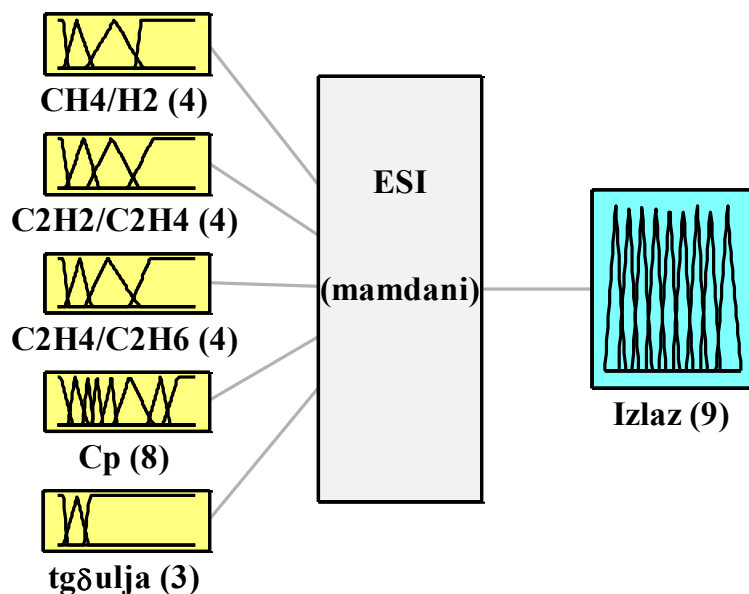 CH4/H2 (4)
C2H2/C2H4 (4)
C2H4/C2H6 (4)
Cp (8)
tgδulja (3)
ESI
(mamdani)
Izlaz (9)